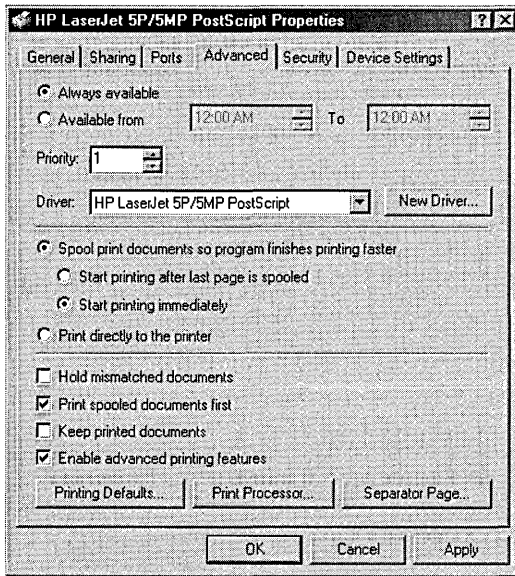 HP LaserJet 5P/5MP PostScript Properties ? X
General Sharing Ports Advanced Security Device Settings
Always available
Available from 12:00 AM To 12:00 AM
Priority: 1
Driver: HP LaserJet 5P/5MP PostScript New Driver...
Spool print documents so program finishes printing faster
Start printing after last page is spooled
Start printing immediately
Print directly to the printer
Hold mismatched documents
Print spooled documents first
Keep printed documents
Enable advanced printing features
Printing Defaults... Print Processor... Separator Page...
OK Cancel Apply